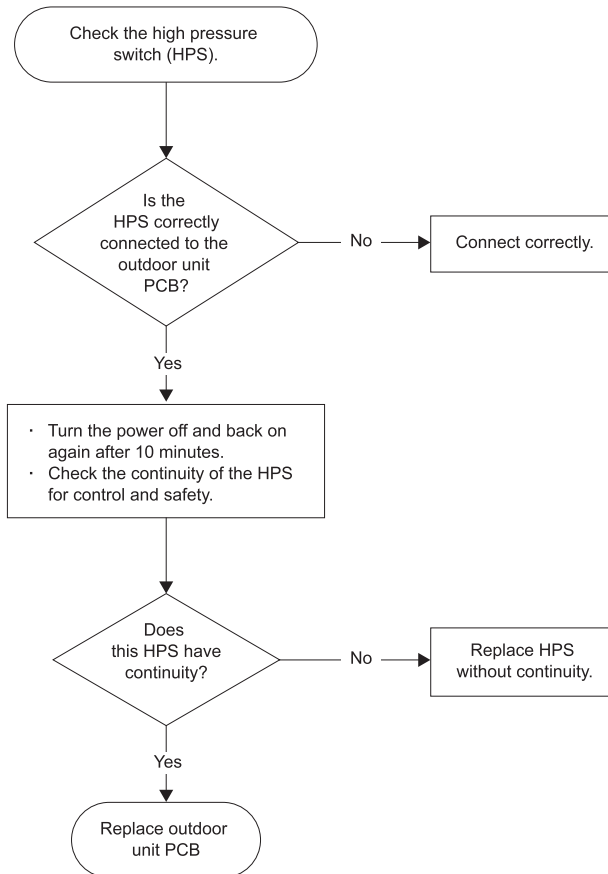 Check the high pressure
switch (HPS).
Is the
HPS correctly
connected to the
outdoor unit
PCB?
No
Connect correctly.
Yes
· Turn the power off and back on
again after 10 minutes.
· Check the continuity of the HPS
for control and safety.
Does
this HPS have
continuity?
No
Replace HPS
without continuity.
Yes
Replace outdoor
unit PCB